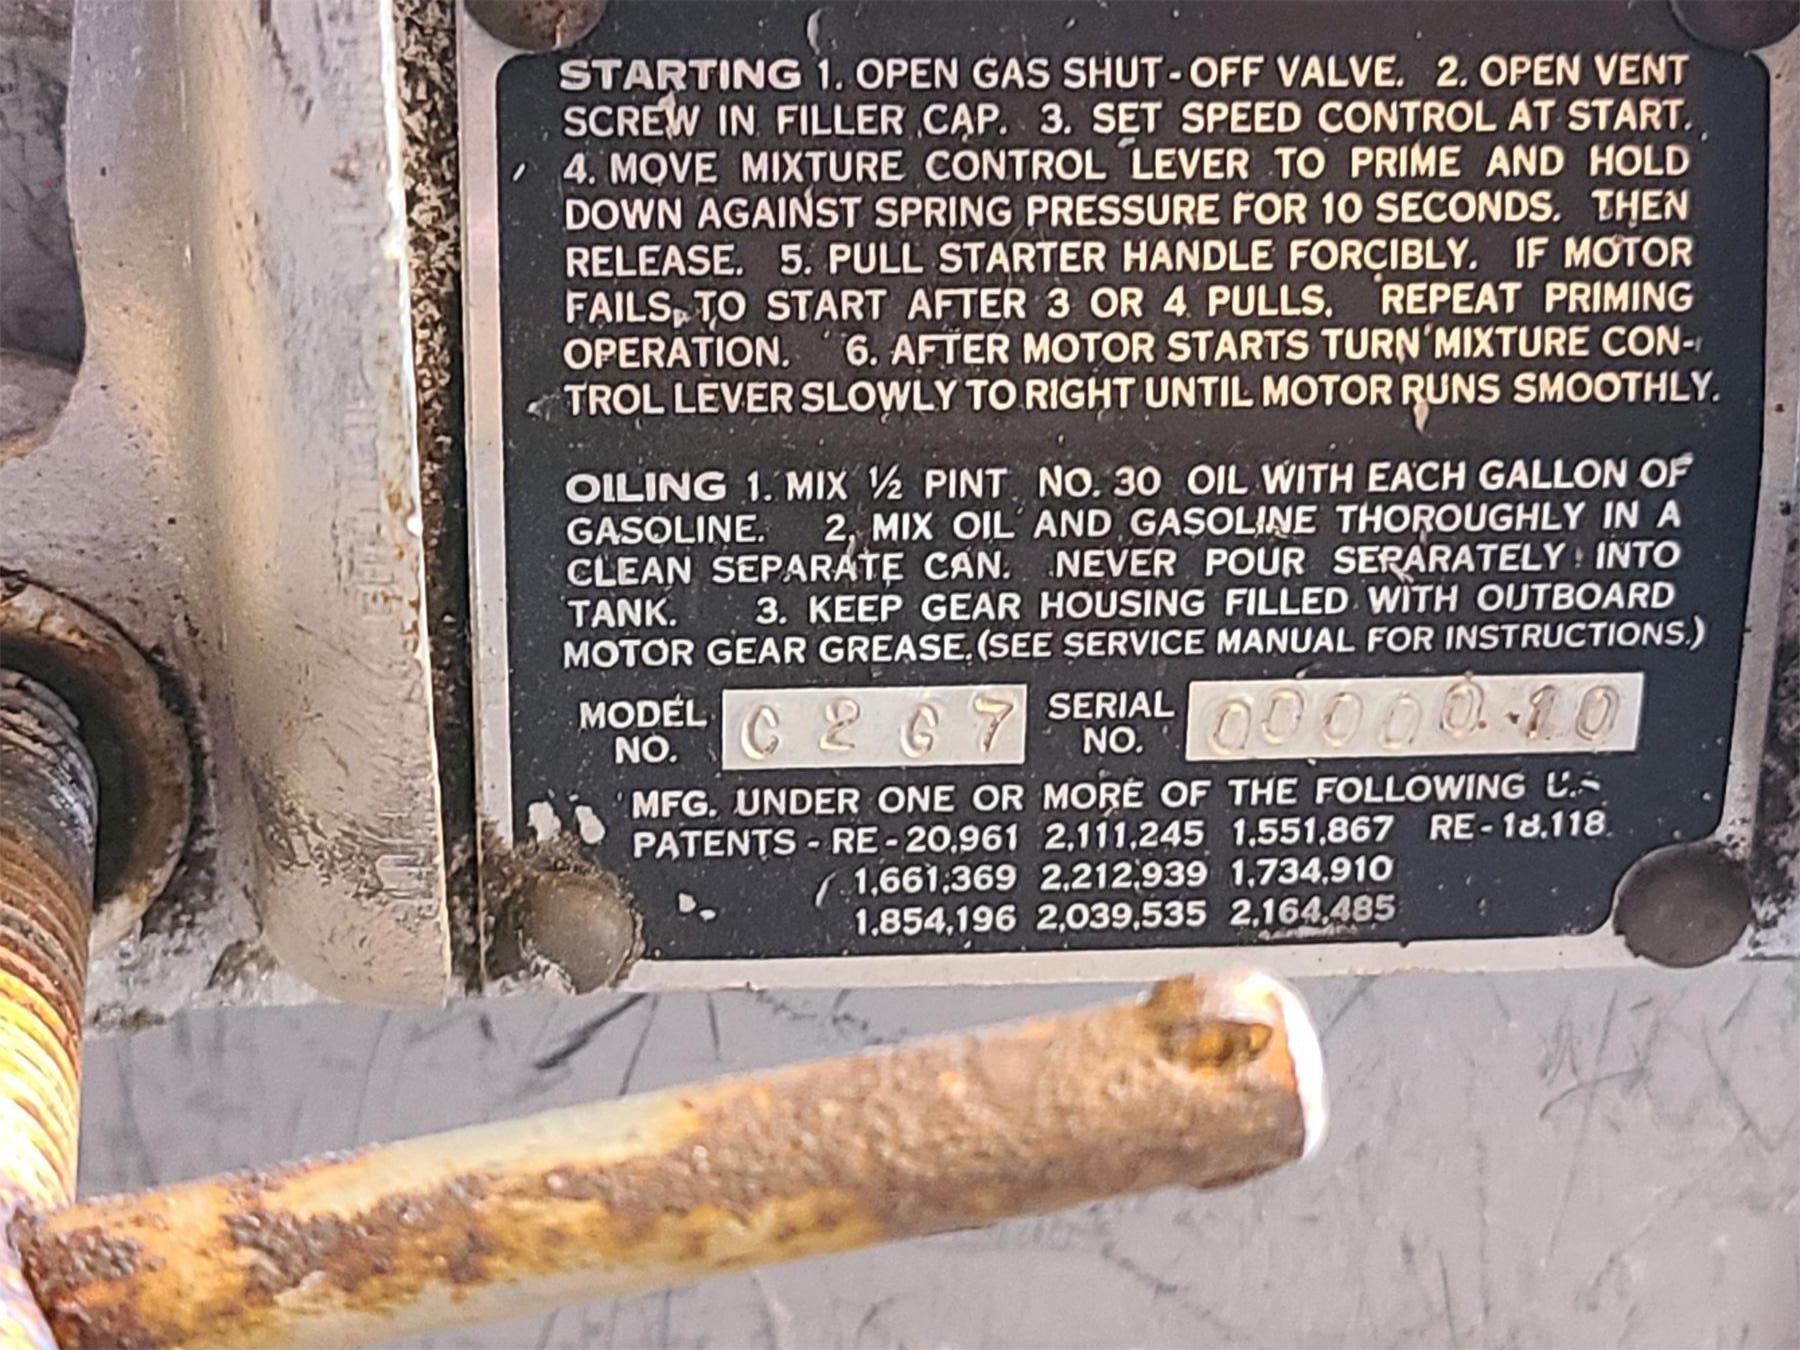 STARTING 1. OPEN GAS SHUT-OFF VALVE. 2. OPEN VENT
SCREW IN FILLER CAP. 3. SET SPEED CONTROL AT START.
4. MOVE MIXTURE CONTROL LEVER TO PRIME AND HOLD
DOWN AGAINST SPRING PRESSURE FOR 10 SECONDS. THEN
RELEASE. 5. PULL STARTER HANDLE FORCIBLY. IF MOTOR
FAILS TO START AFTER 3 OR 4 PULLS. REPEAT PRIMING
OPERATION. 6. AFTER MOTOR STARTS TURN MIXTURE CON-
TROL LEVER SLOWLY TO RIGHT UNTIL MOTOR RUNS SMOOTHLY.
OILING 1. MIX ½ PINT NO. 30 OIL WITH EACH GALLON OF
GASOLINE. 2. MIX OIL AND GASOLINE THOROUGHLY IN A
CLEAN SEPARATE CAN. NEVER POUR SEPARATELY INTO
TANK. 3. KEEP GEAR HOUSING FILLED WITH OUTBOARD
MOTOR GEAR GREASE. (SEE SERVICE MANUAL FOR INSTRUCTIONS.)
MODEL NO. C2G7 SERIAL NO. 00000-10
MFG. UNDER ONE OR MORE OF THE FOLLOWING
PATENTS - RE-20,961 2,111,245 1,551,867 RE-18,118
1,661,369 2,212,939 1,734,910
1,854,196 2,039,535 2,164,485